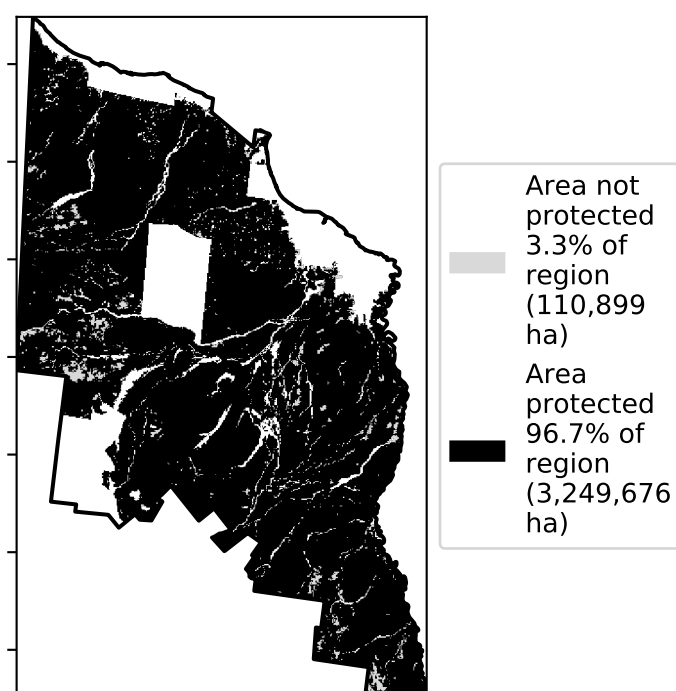 Area not
protected
3.3% of
region
(110,899
ha)
Area
protected
96.7% of
region
(3,249,676
ha)